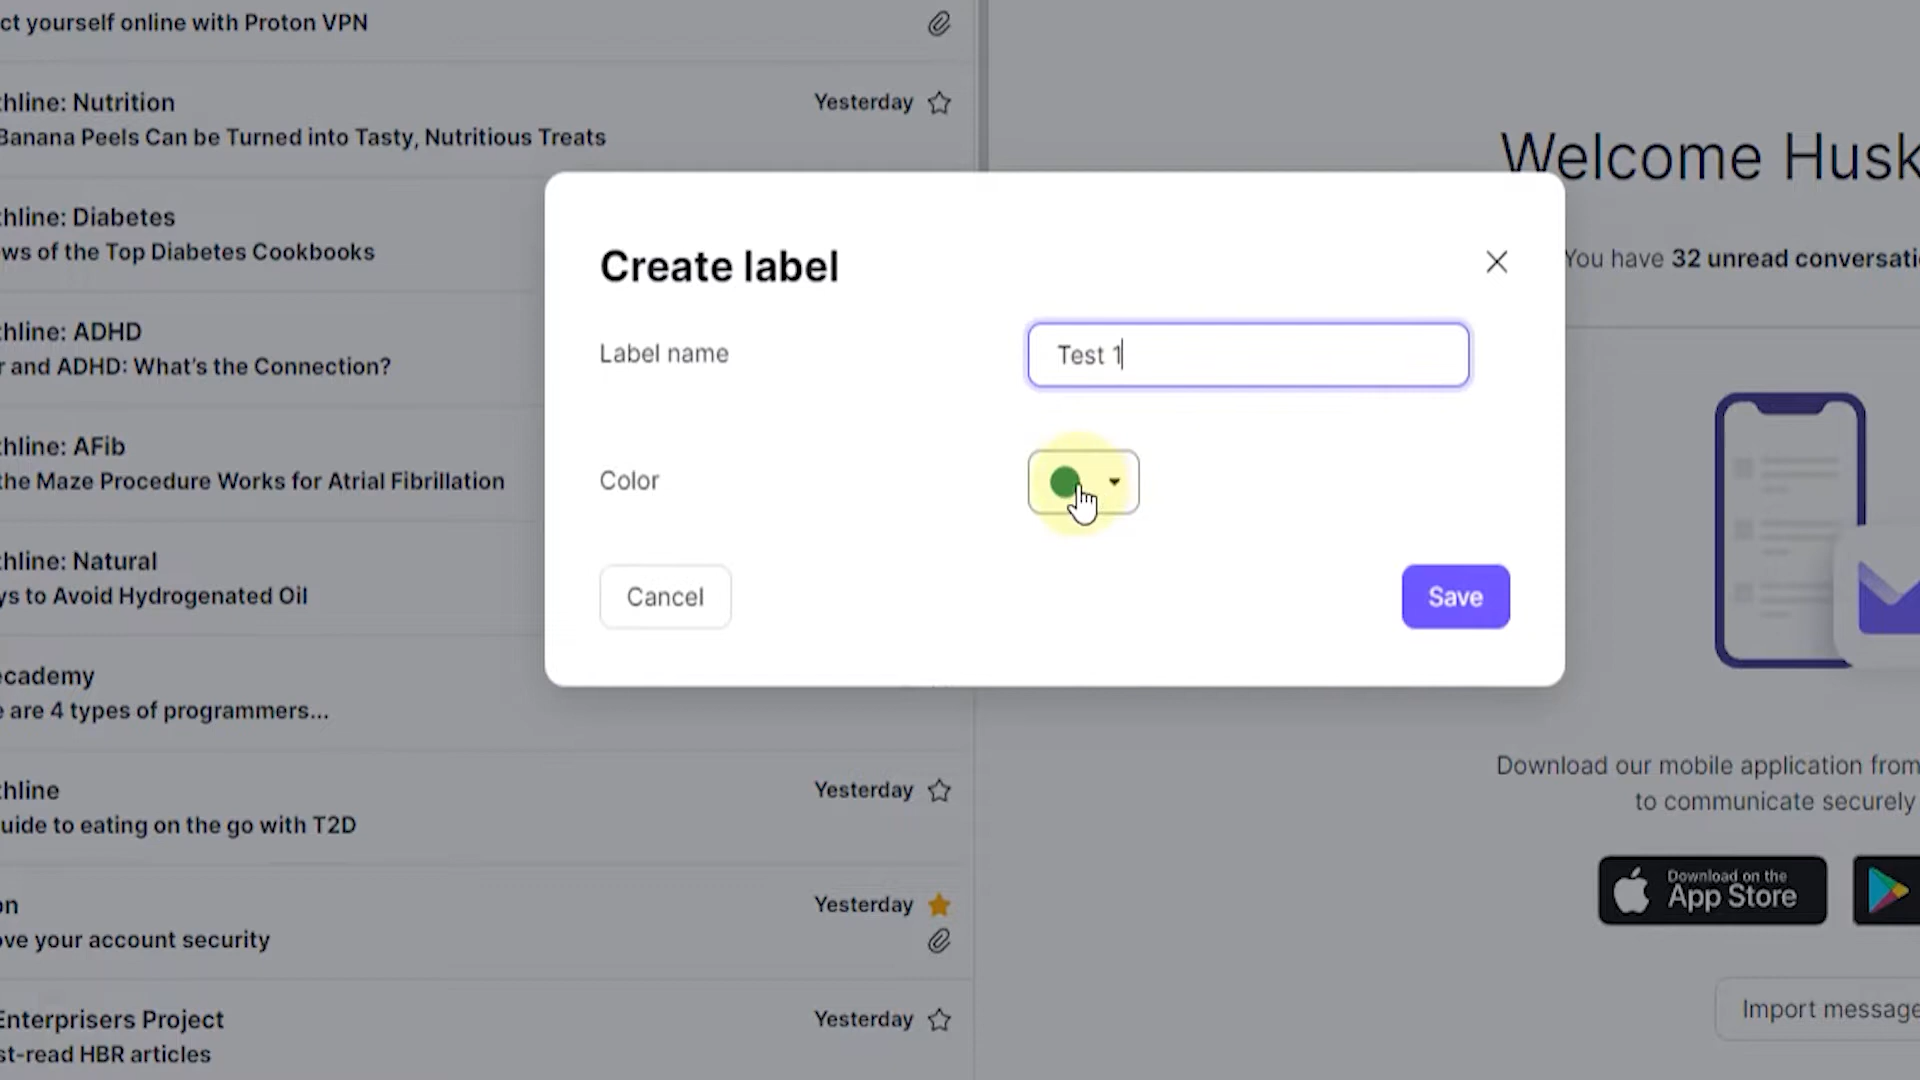 ct yourself online with Proton VPN
hline: Nutrition
Yesterday
Banana Peels Can be Turned into Tasty, Nutritious Treats
hline: Diabetes
ws of the Top Diabetes Cookbooks
hline: ADHD
r and ADHD: What's the Connection?
hline: AFib
the Maze Procedure Works for Atrial Fibrillation
hline: Natural
ys to Avoid Hydrogenated Oil
cademy
e are 4 types of programmers...
hline
Yesterday
uide to eating on the go with T2D
on
Yesterday
ove your account security
Enterprisers Project
Yesterday
st-read HBR articles
Create label
Label name
Test 1
Color
Cancel
Save
Welcome Husk
You have 32 unread conversati
Download our mobile application from
to communicate securely
Download on the
App Store
Import message